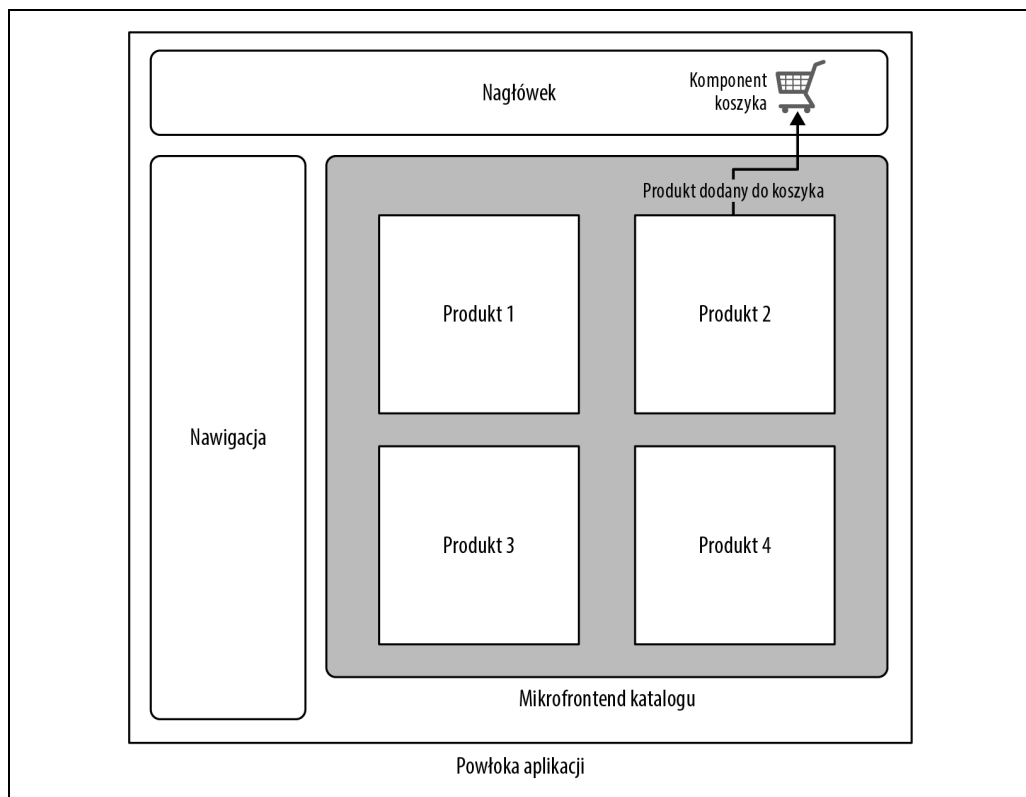 Nagłówek
Komponent
koszyka
Produkt dodany do koszyka
Produkt 1
Produkt 2
Nawigacja
Produkt 3
Produkt 4
Mikrofrontend katalogu
Powłoka aplikacji